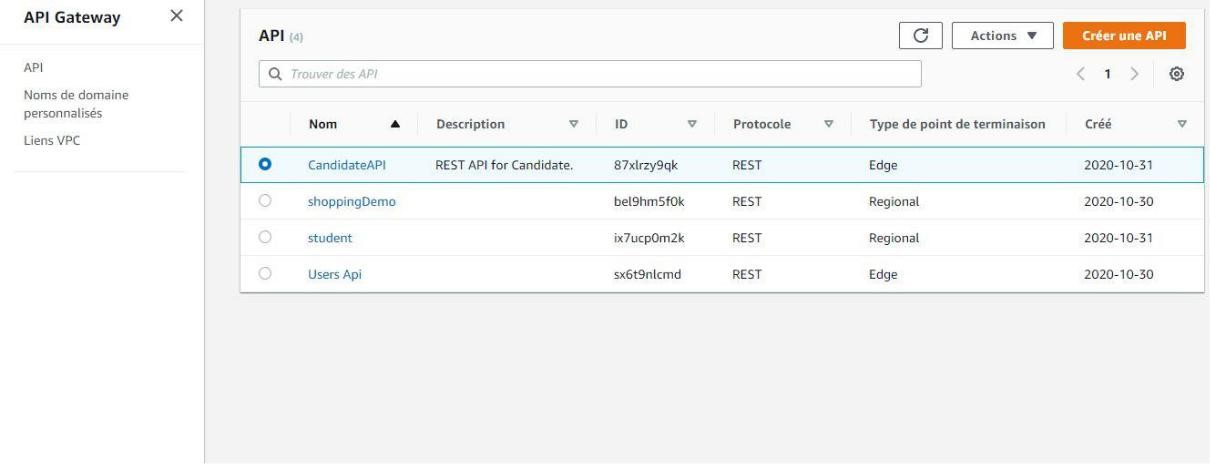 API Gateway
API
Noms de domaine
personnalisés
Liens VPC
API (4)
Actions
Créer une API
Trouver des API
1
Nom Description ID Protocole Type de point de terminaison Créé
CandidateAPI REST API for Candidate. 87xlrzy9qk REST Edge 2020-10-31
shoppingDemo bel9hm5f0k REST Regional 2020-10-30
student ix7ucp0m2k REST Regional 2020-10-31
Users Api sx6t9nlcmd REST Edge 2020-10-30